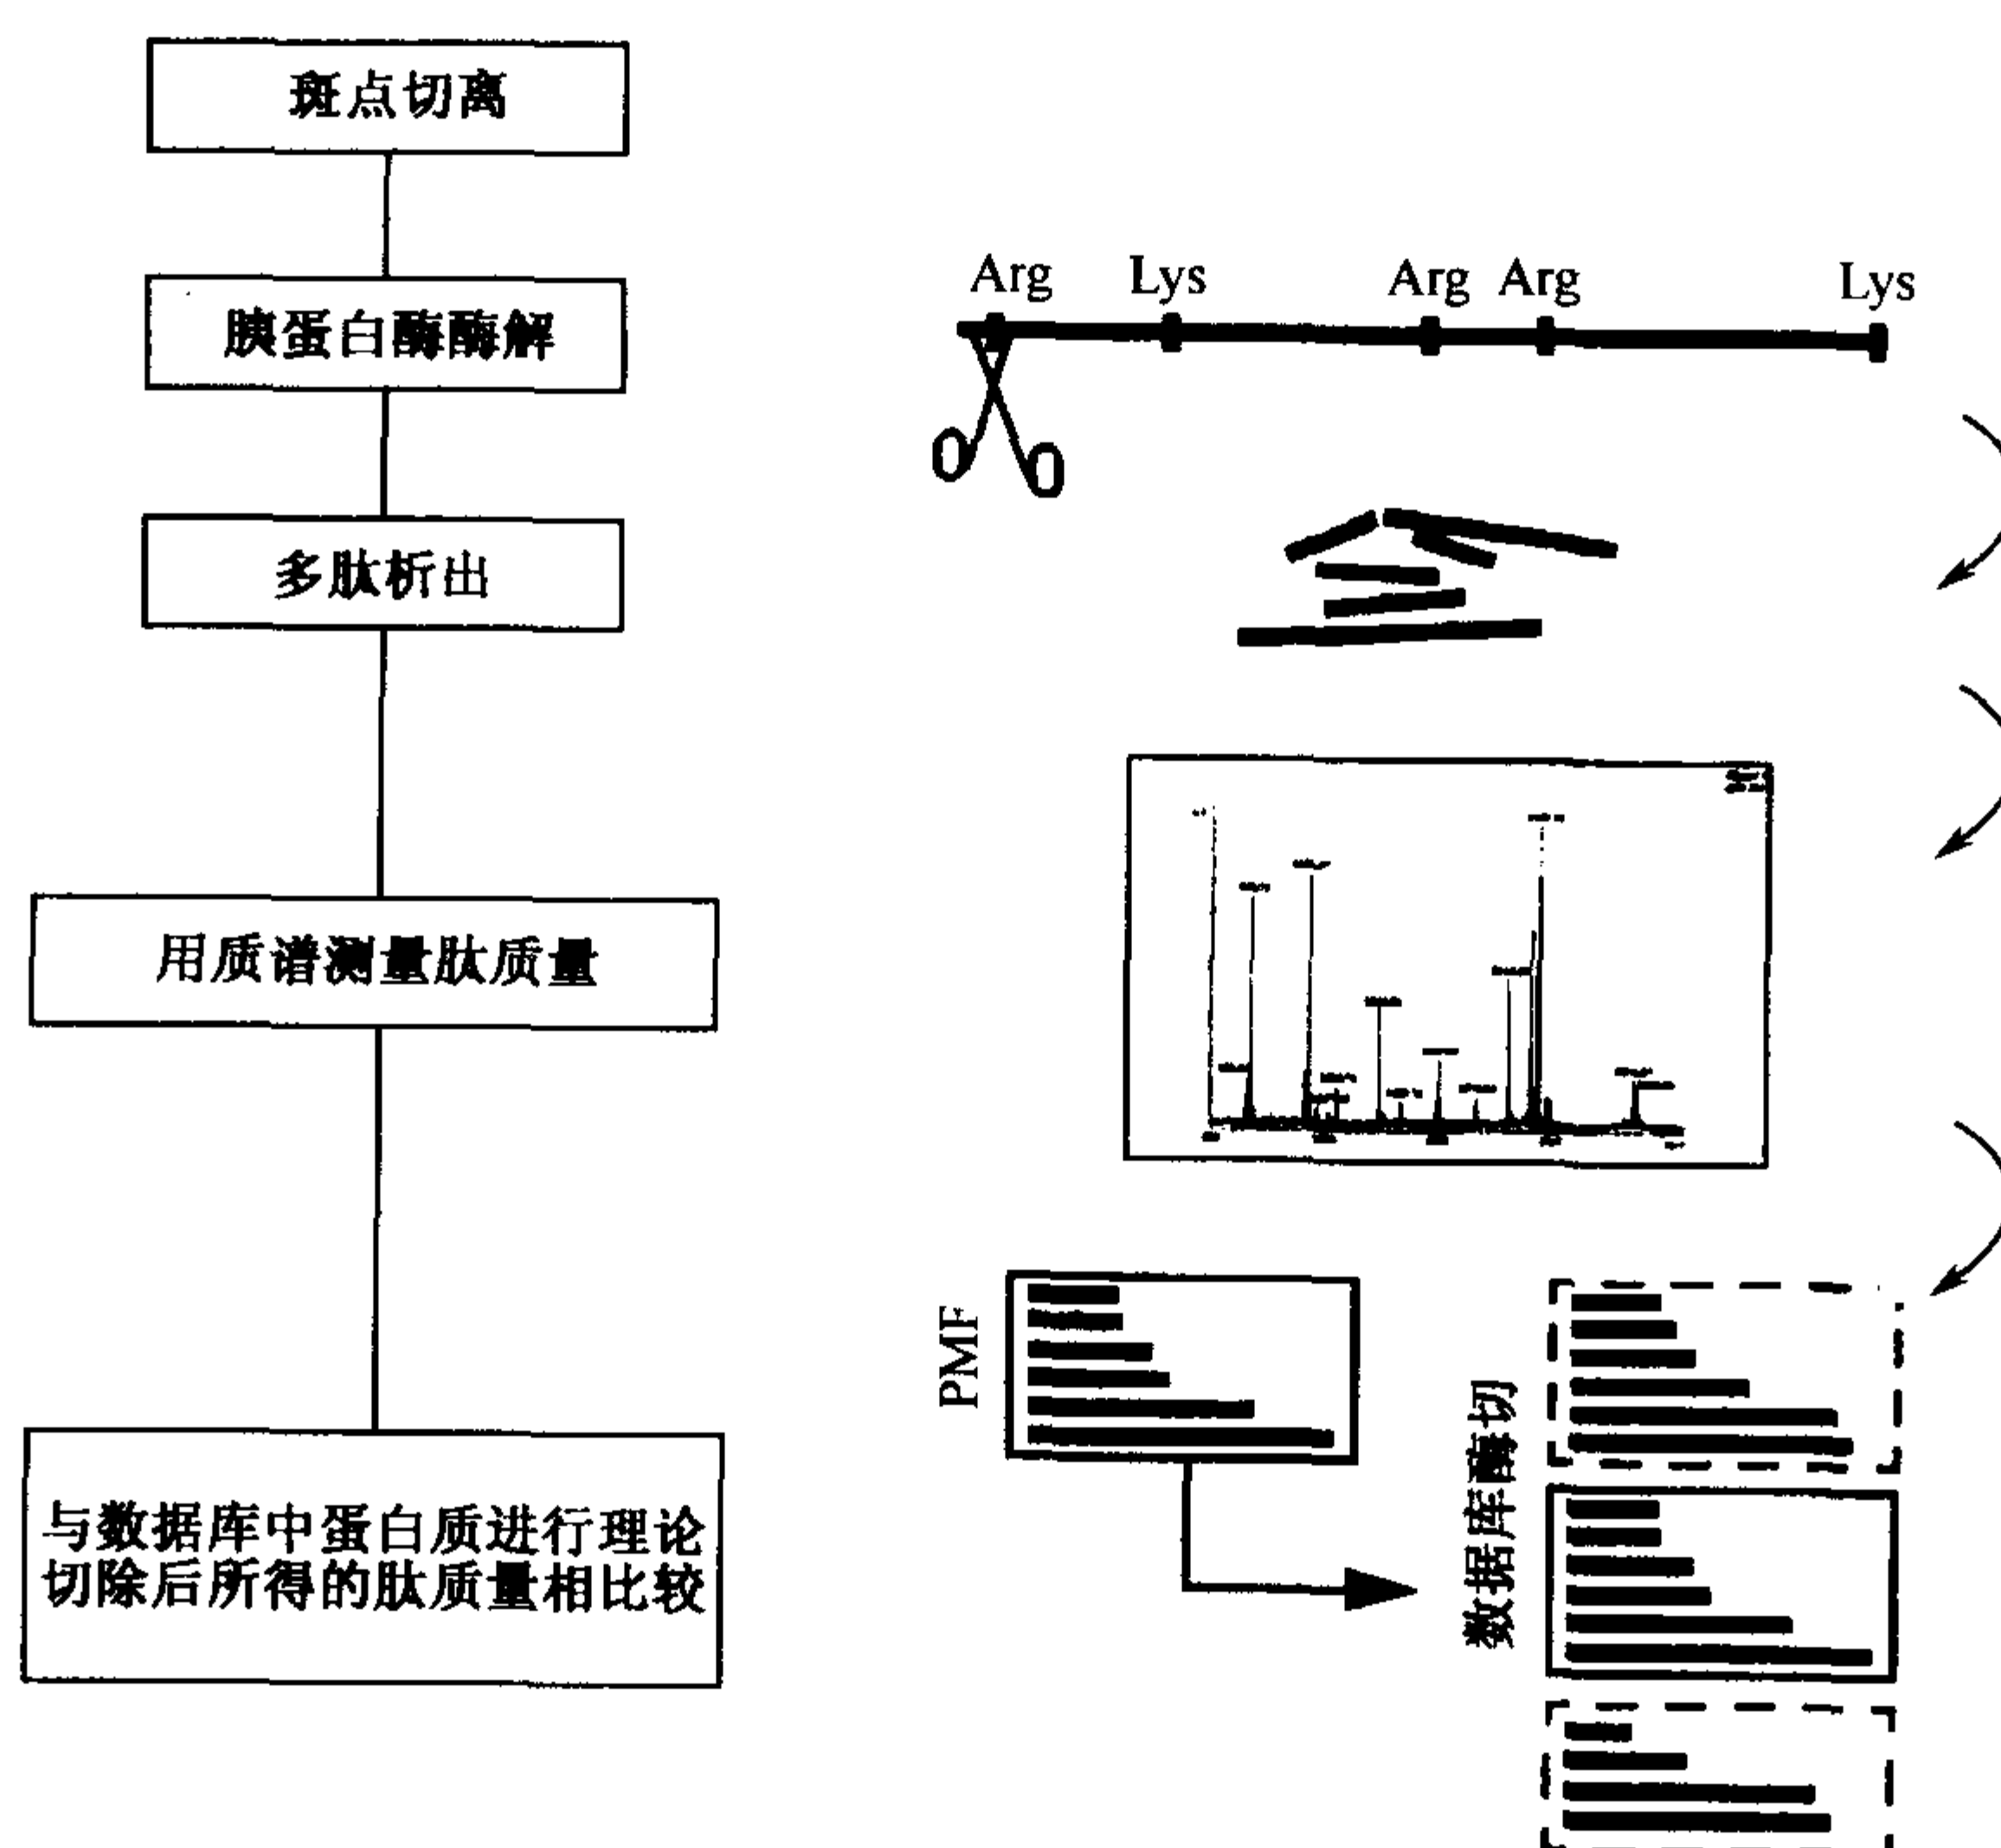 斑点切离
胰蛋白酶酶解
多肽析出
用质谱测量肽质量
与数据库中蛋白质进行理论
切除后所得的肽质量相比较
Arg Lys Arg Arg Lys
PMF
数据库酶切